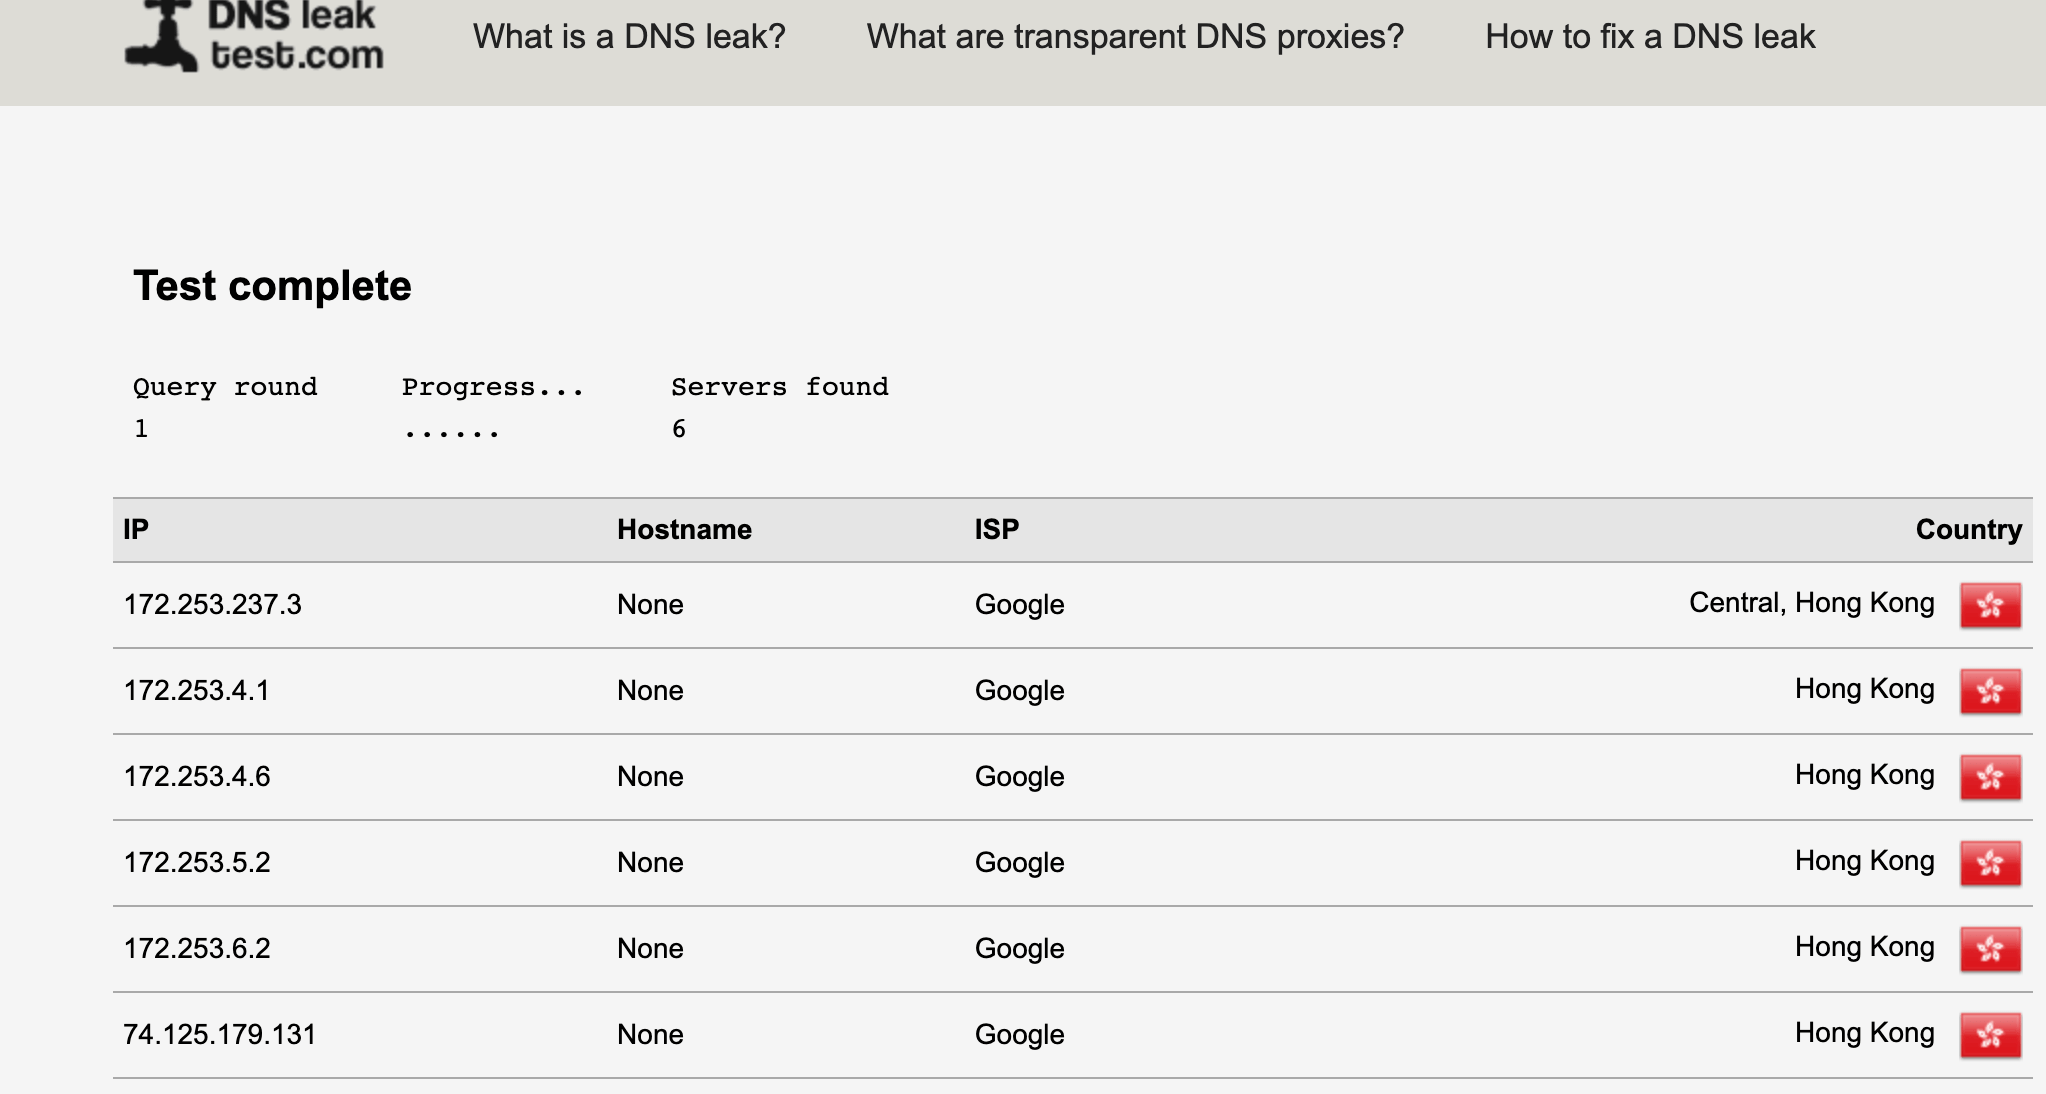 DNS leak
test.com
What is a DNS leak? What are transparent DNS proxies? How to fix a DNS leak
Test complete
Query round Progress... Servers found
1 ...... 6
IP Hostname ISP Country
172.253.237.3 None Google Central, Hong Kong
172.253.4.1 None Google Hong Kong
172.253.4.6 None Google Hong Kong
172.253.5.2 None Google Hong Kong
172.253.6.2 None Google Hong Kong
74.125.179.131 None Google Hong Kong